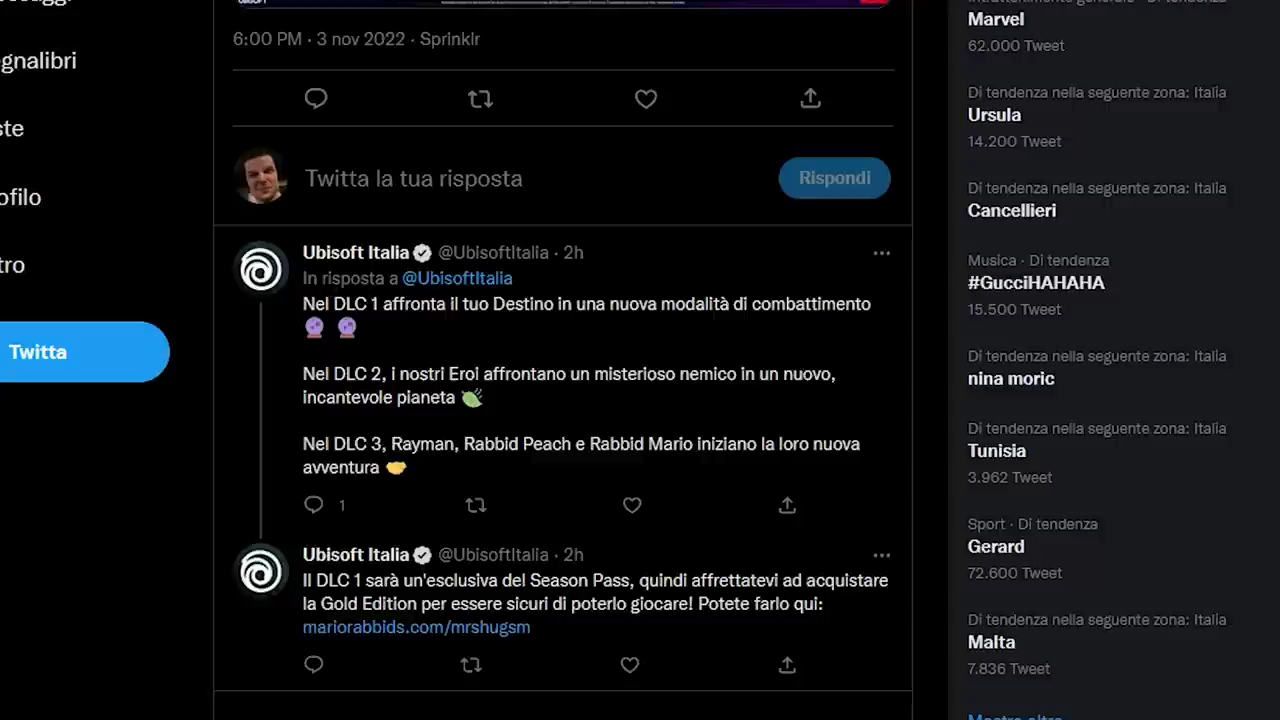 UBISOFT
6:00 PM · 3 nov 2022 · Sprinklr
Twitta la tua risposta
Rispondi
Ubisoft Italia @UbisoftItalia · 2h
In risposta a @UbisoftItalia
Nel DLC 1 affronta il tuo Destino in una nuova modalità di combattimento
Nel DLC 2, i nostri Eroi affrontano un misterioso nemico in un nuovo,
incantevole pianeta
Nel DLC 3, Rayman, Rabbid Peach e Rabbid Mario iniziano la loro nuova
avventura
1
Ubisoft Italia @UbisoftItalia · 2h
Il DLC 1 sarà un'esclusiva del Season Pass, quindi affrettatevi ad acquistare
la Gold Edition per essere sicuri di poterlo giocare! Potete farlo qui:
mariorabbids.com/mrshugsm
gnalibri
ste
ofilo
tro
Twitta
Marvel
62.000 Tweet
Di tendenza nella seguente zona: Italia
Ursula
14.200 Tweet
Di tendenza nella seguente zona: Italia
Cancellieri
Musica · Di tendenza
#GucciHAHAHA
15.500 Tweet
Di tendenza nella seguente zona: Italia
nina moric
Di tendenza nella seguente zona: Italia
Tunisia
3.962 Tweet
Sport · Di tendenza
Gerard
72.600 Tweet
Di tendenza nella seguente zona: Italia
Malta
7.836 Tweet